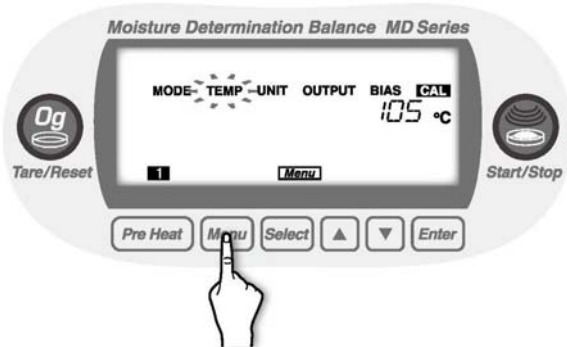 Moisture Determination Balance MD Series
MODE TEMP UNIT OUTPUT BIAS CAL
105 °C
0g
Tare/Reset
Start/Stop
1 Menu
Pre Heat Menu Select ▲ ▼ Enter